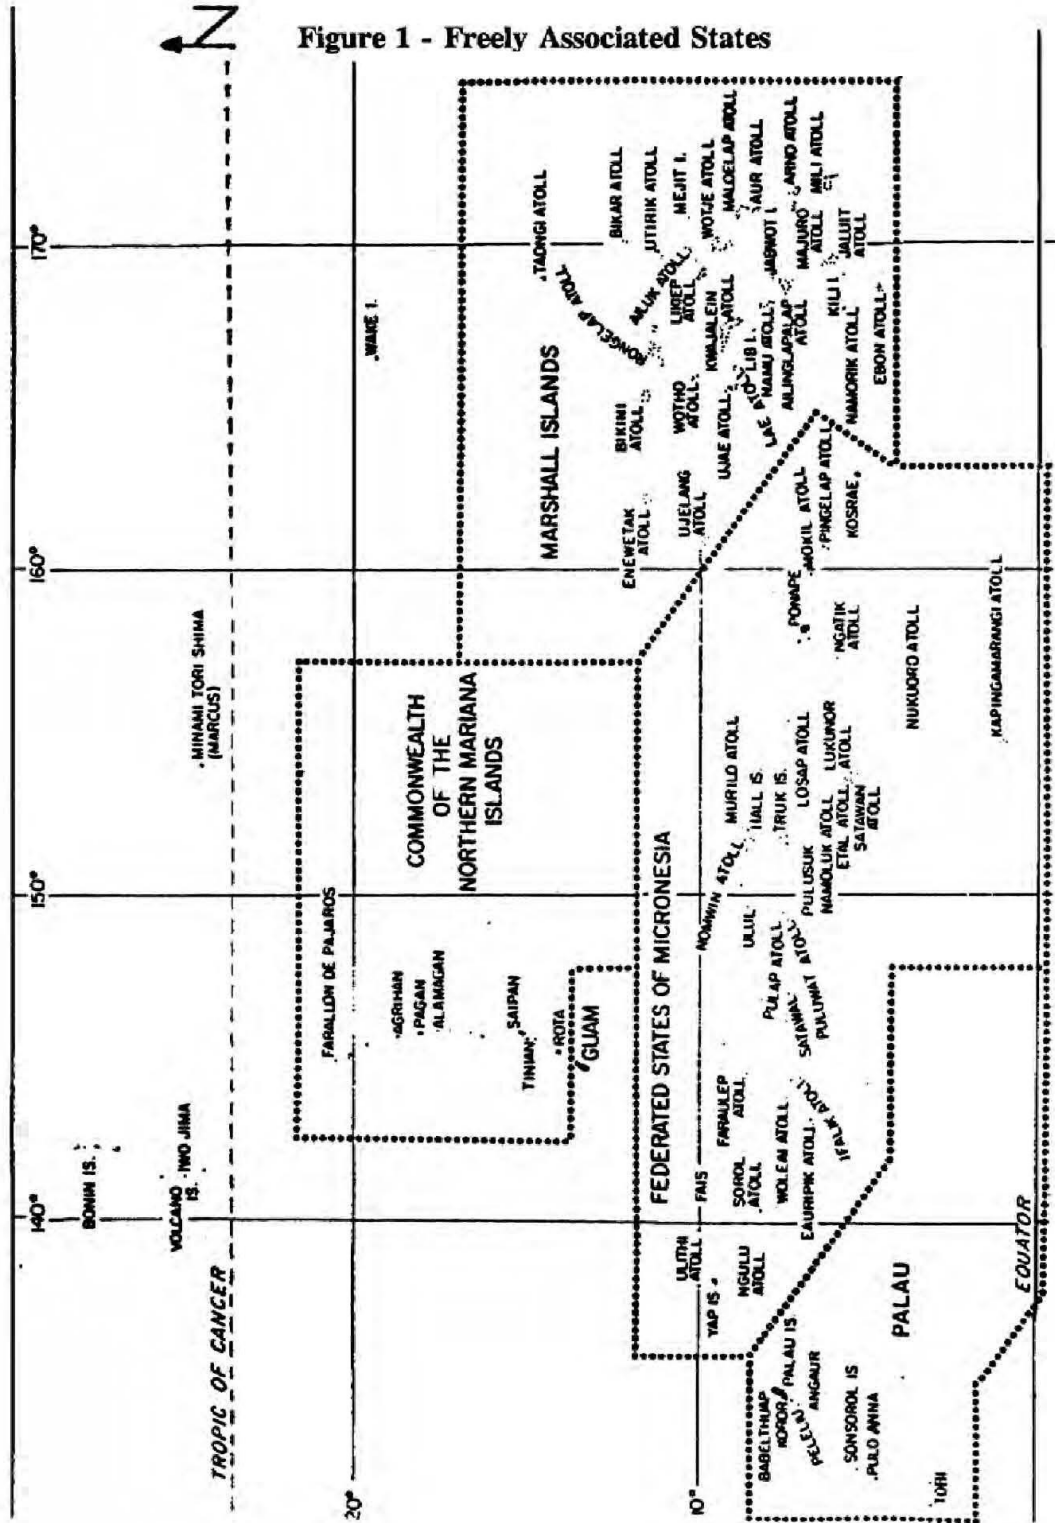 Figure 1 - Freely Associated States
N
140°
150°
160°
170°
BONIN IS.
VOLCANO
IS.
IWO JIMA
MINAMI TORI SHIMA
(MARCUS)
TROPIC OF CANCER
20°
WAKE I.
FARALLON DE PAJAROS
AGRIHAN
PAGAN
ALAMAGAN
SAIPAN
TINIAN
ROTA
GUAM
COMMONWEALTH
OF THE
NORTHERN MARIANA
ISLANDS
MARSHALL ISLANDS
TAONGI ATOLL
BIKAR ATOLL
UTIRIK ATOLL
MEJIT I.
RONGELAP ATOLL
AILUK ATOLL
LIKIEP
ATOLL
WOTJE ATOLL
MALOELAP ATOLL
AUR ATOLL
ARNO ATOLL
MILI ATOLL
BIKINI
ATOLL
WOTHO
ATOLL
KWAJALEIN
ATOLL
JABWOT I.
MAJURO
ATOLL
JALUIT
ATOLL
ENEWETAK
ATOLL
UJELANG
ATOLL
UJAE ATOLL
LAE ATOLL
LIB I.
NAMU ATOLL
AILINGLAPALAP
ATOLL
KILI I.
NAMORIK ATOLL
EBON ATOLL
10°
FEDERATED STATES OF MICRONESIA
ULITHI
ATOLL
YAP IS
FAIS
NGULU
ATOLL
SOROL
ATOLL
FARAULEP
ATOLL
WOLEAI ATOLL
EAURIPIK ATOLL
IFALIK ATOLL
SATAWAL
PULAP ATOLL
PULUWAT ATOLL
ULUL
NOMWIN ATOLL
MURILO ATOLL
HALL IS.
TRUK IS.
PULUSUK
LOSAP ATOLL
NAMOLUK ATOLL
ETAL ATOLL
LUKUNOR
ATOLL
SATAWAN
ATOLL
PONAPE
MOKIL ATOLL
PINGELAP ATOLL
KOSRAE
NGATIK
ATOLL
NUKUORO ATOLL
KAPINGAMARANGI ATOLL
PALAU
BABELTHUAP
KOROR
PALAU IS.
PELELIU
ANGAUR
SONSOROL IS
PULO ANNA
TOBI
EQUATOR